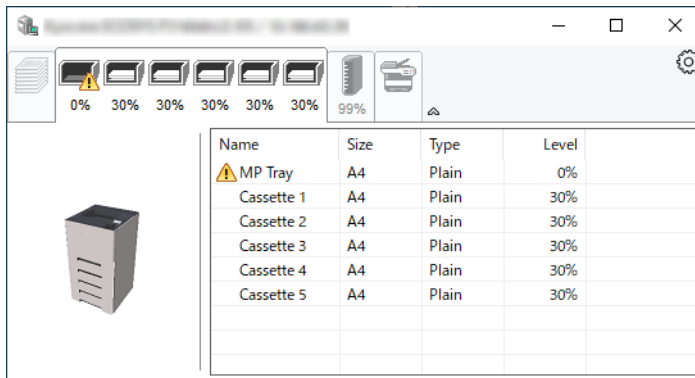 0% 30% 30% 30% 30% 30% 99%
Name Size Type Level
MP Tray A4 Plain 0%
Cassette 1 A4 Plain 30%
Cassette 2 A4 Plain 30%
Cassette 3 A4 Plain 30%
Cassette 4 A4 Plain 30%
Cassette 5 A4 Plain 30%